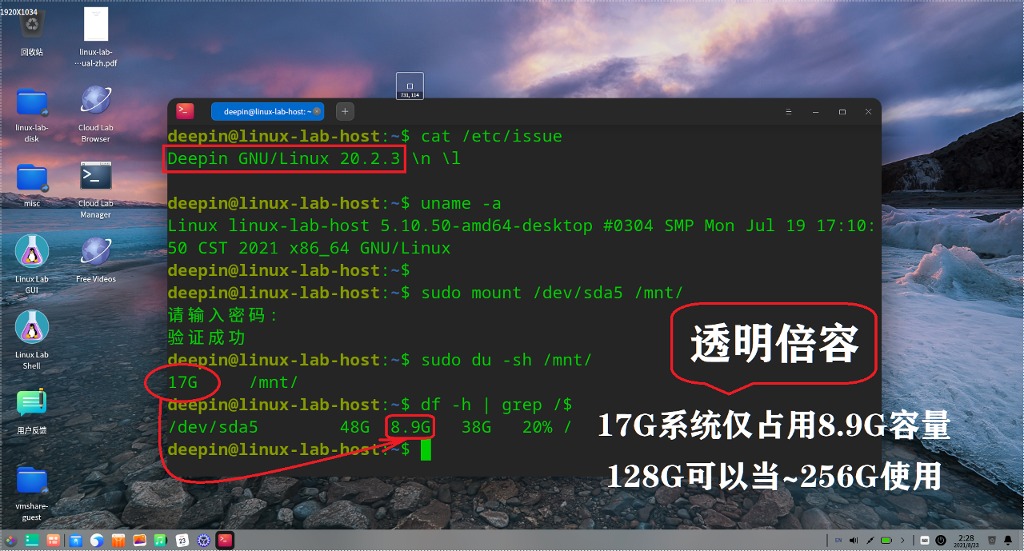 1920X1034
回收站
linux-lab-
···ual-zh.pdf
linux-lab-
disk
Cloud Lab
Browser
misc
Cloud Lab
Manager
Linux Lab
GUI
Free Videos
Linux Lab
Shell
用户反馈
vmshare-
guest
731, 114
deepin@linux-lab-host: ~
deepin@linux-lab-host:~$ cat /etc/issue
Deepin GNU/Linux 20.2.3 \n \l
deepin@linux-lab-host:~$ uname -a
Linux linux-lab-host 5.10.50-amd64-desktop #0304 SMP Mon Jul 19 17:10:
50 CST 2021 x86_64 GNU/Linux
deepin@linux-lab-host:~$
deepin@linux-lab-host:~$ sudo mount /dev/sda5 /mnt/
请输入密码:
验证成功
deepin@linux-lab-host:~$ sudo du -sh /mnt/
17G /mnt/
deepin@linux-lab-host:~$ df -h | grep /$
/dev/sda5 48G 8.9G 38G 20% /
deepin@linux-lab-host:~$
透明倍容
17G系统仅占用8.9G容量
128G可以当~256G使用
23
EN
2:28
2021/8/23